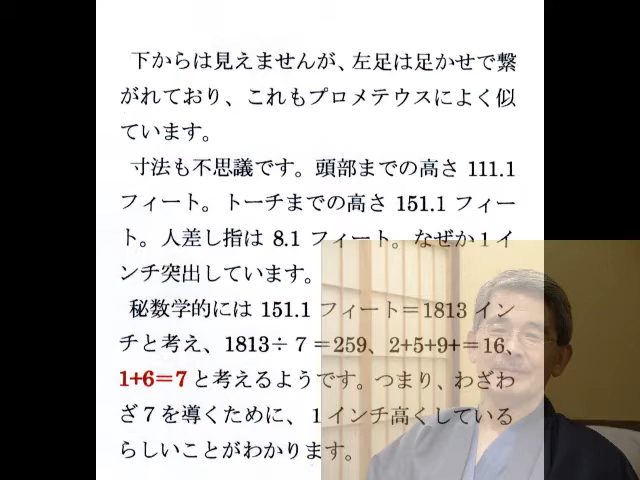 下からは見えませんが、左足は足かせで繋
がれており、これもプロメテウスによく似
ています。
寸法も不思議です。頭部までの高さ 111.1
フィート。トーチまでの高さ 151.1 フィー
ト。人差し指は 8.1 フィート。なぜか１イ
ンチ突出しています。
秘数学的には 151.1 フィート＝1813 イン
チと考え、1813÷７＝259、2+5+9+=16、
1+6＝7 と考えるようです。つまり、わざわ
ざ７を導くために、１インチ高くしている
らしいことがわかります。